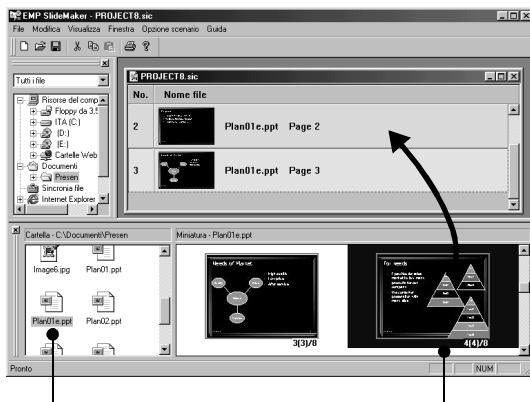 EMP SlideMaker - PROJECT8.sic
File Modifica Visualizza Finestra Opzione scenario Guida
Tutti i file
Risorse del comp
Floppy da 3,5
ITA (C:)
(D:)
(E:)
Cartelle Web
Documenti
Presen
Sincronia file
Internet Explorer
PROJECT8.sic
No. Nome file
2 Plan01e.ppt Page 2
3 Plan01e.ppt Page 3
Cartella - C:\Documenti\Presen
Image6.jpg Plan01.ppt
Plan01e.ppt Plan02.ppt
Miniatura - Plan01e.ppt
Needs of Market
3(3)/8
For needs
4(4)/8
Pronto
NUM